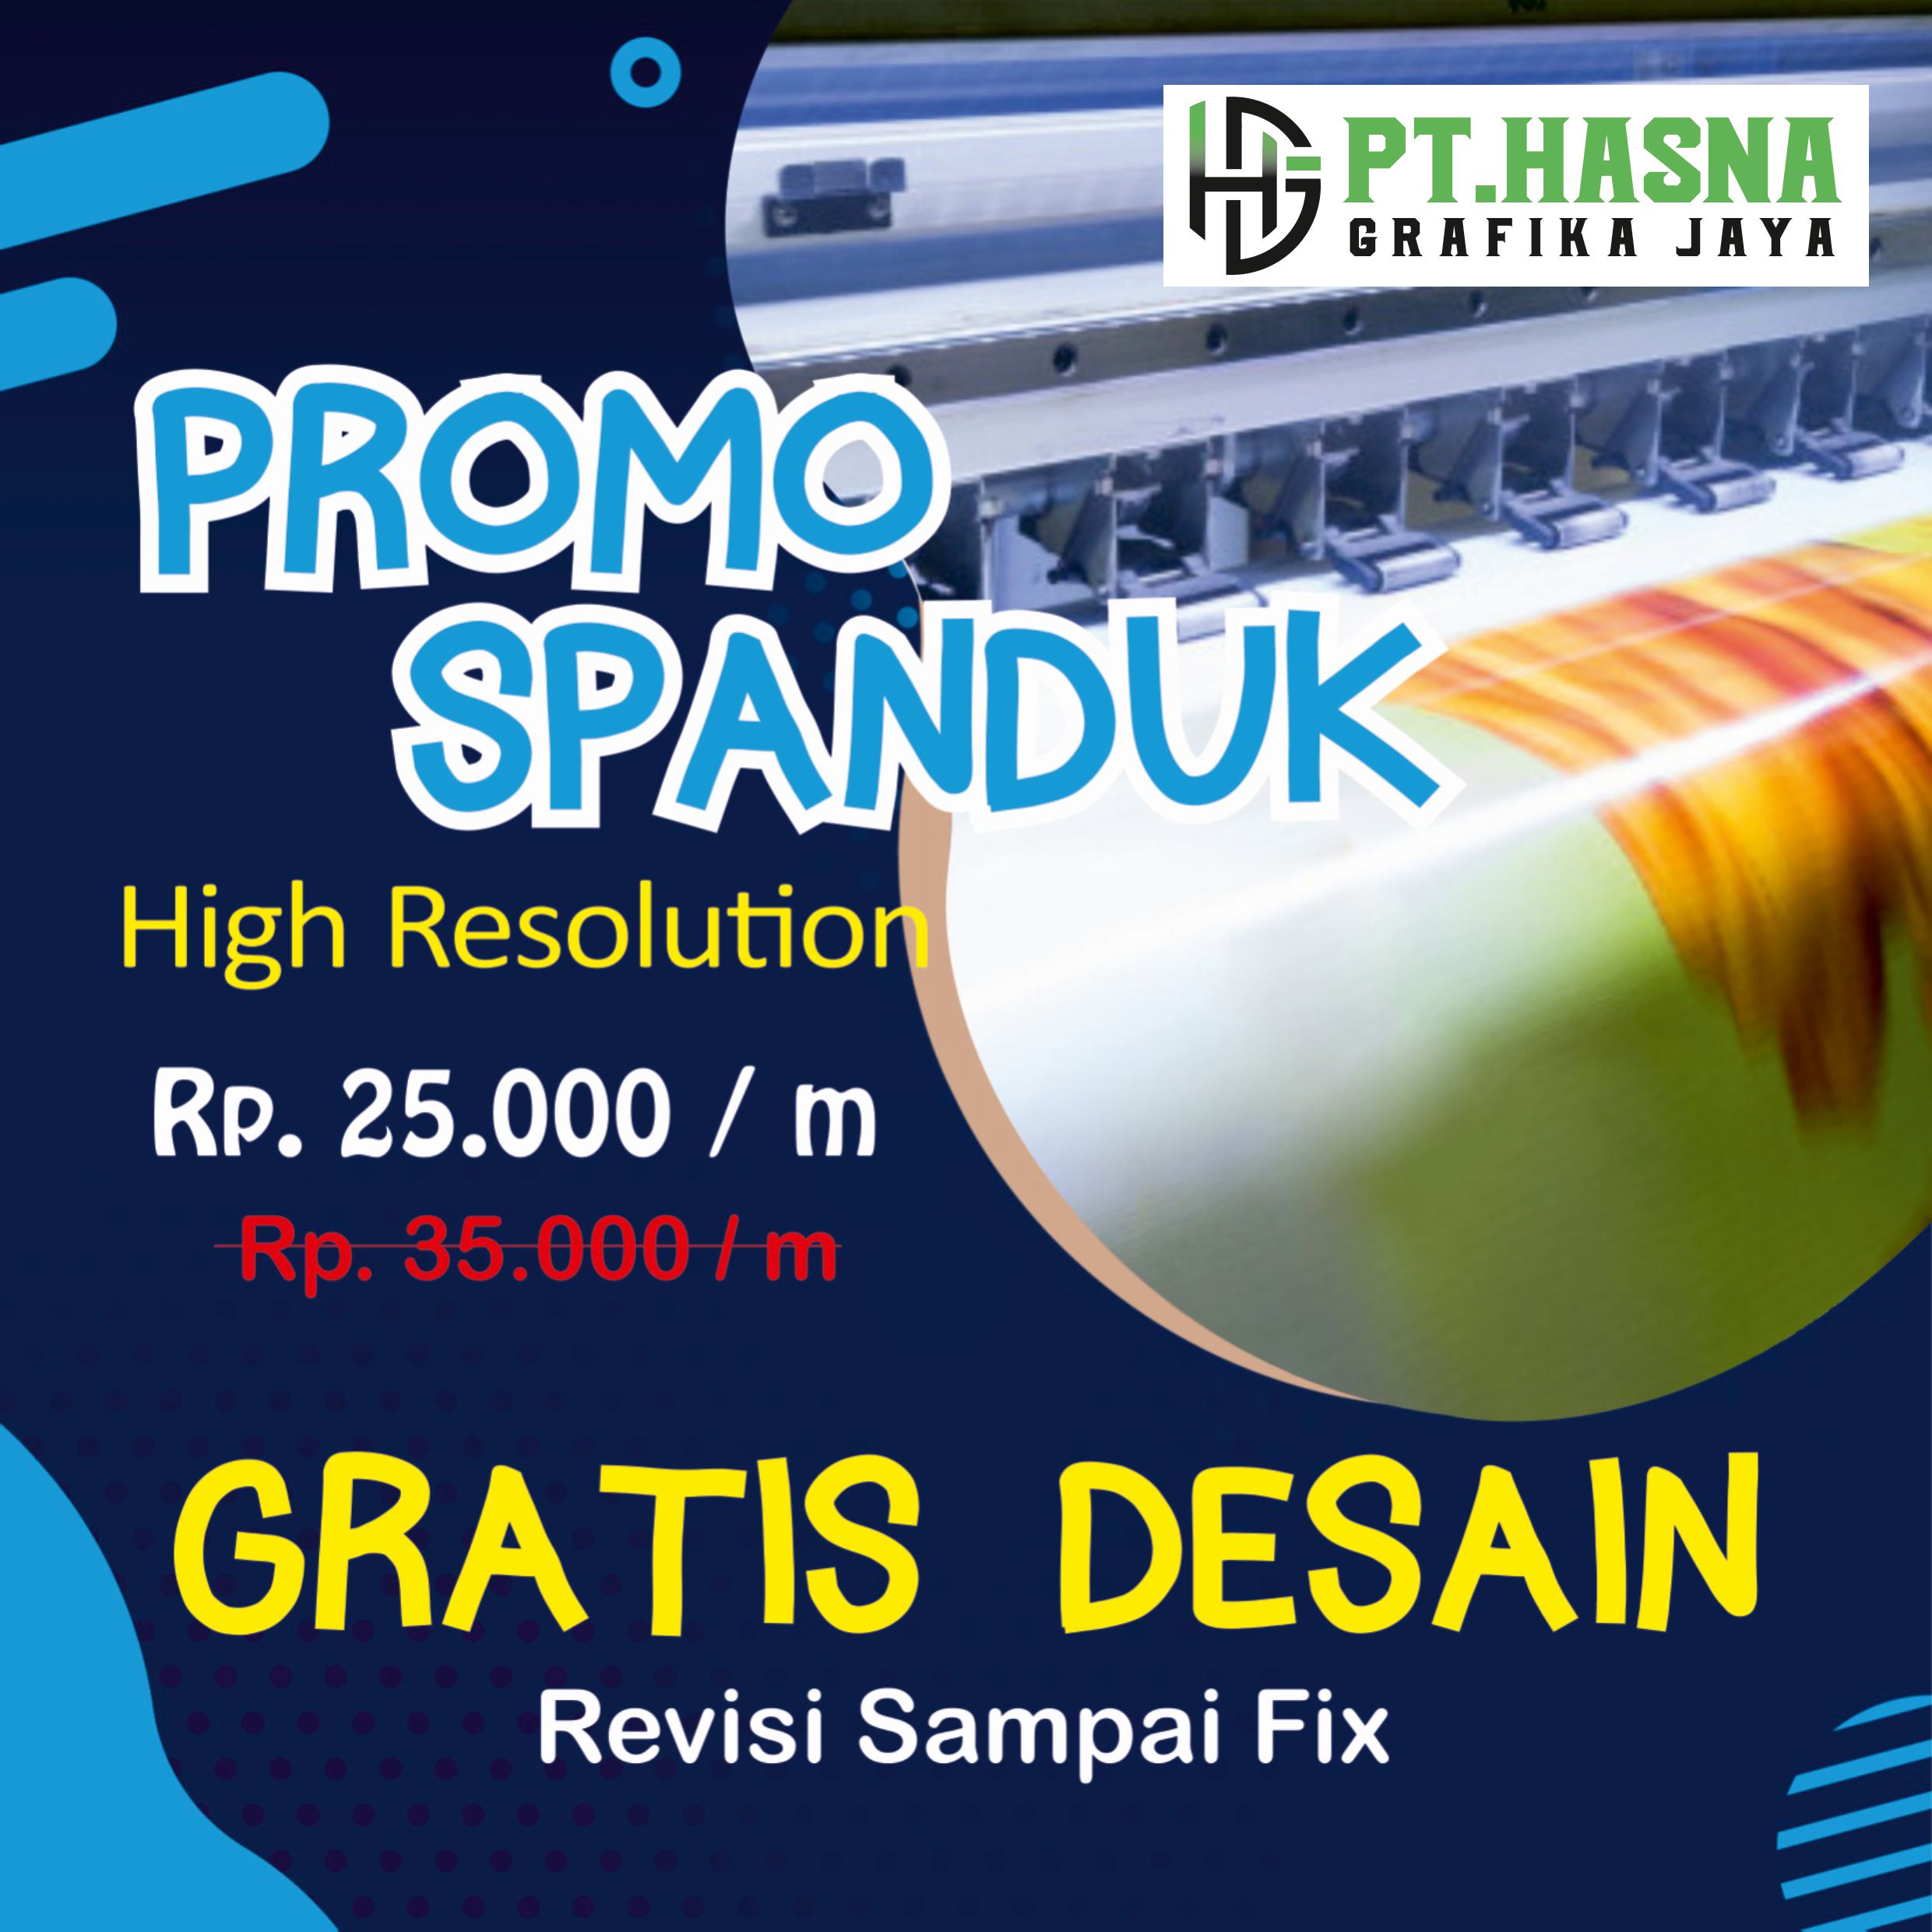 PT.HASNA
GRAFIKA JAYA
PROMO
SPANDUK
High Resolution
Rp. 25.000 / m
Rp. 35.000 / m
GRATIS DESAIN
Revisi Sampai Fix